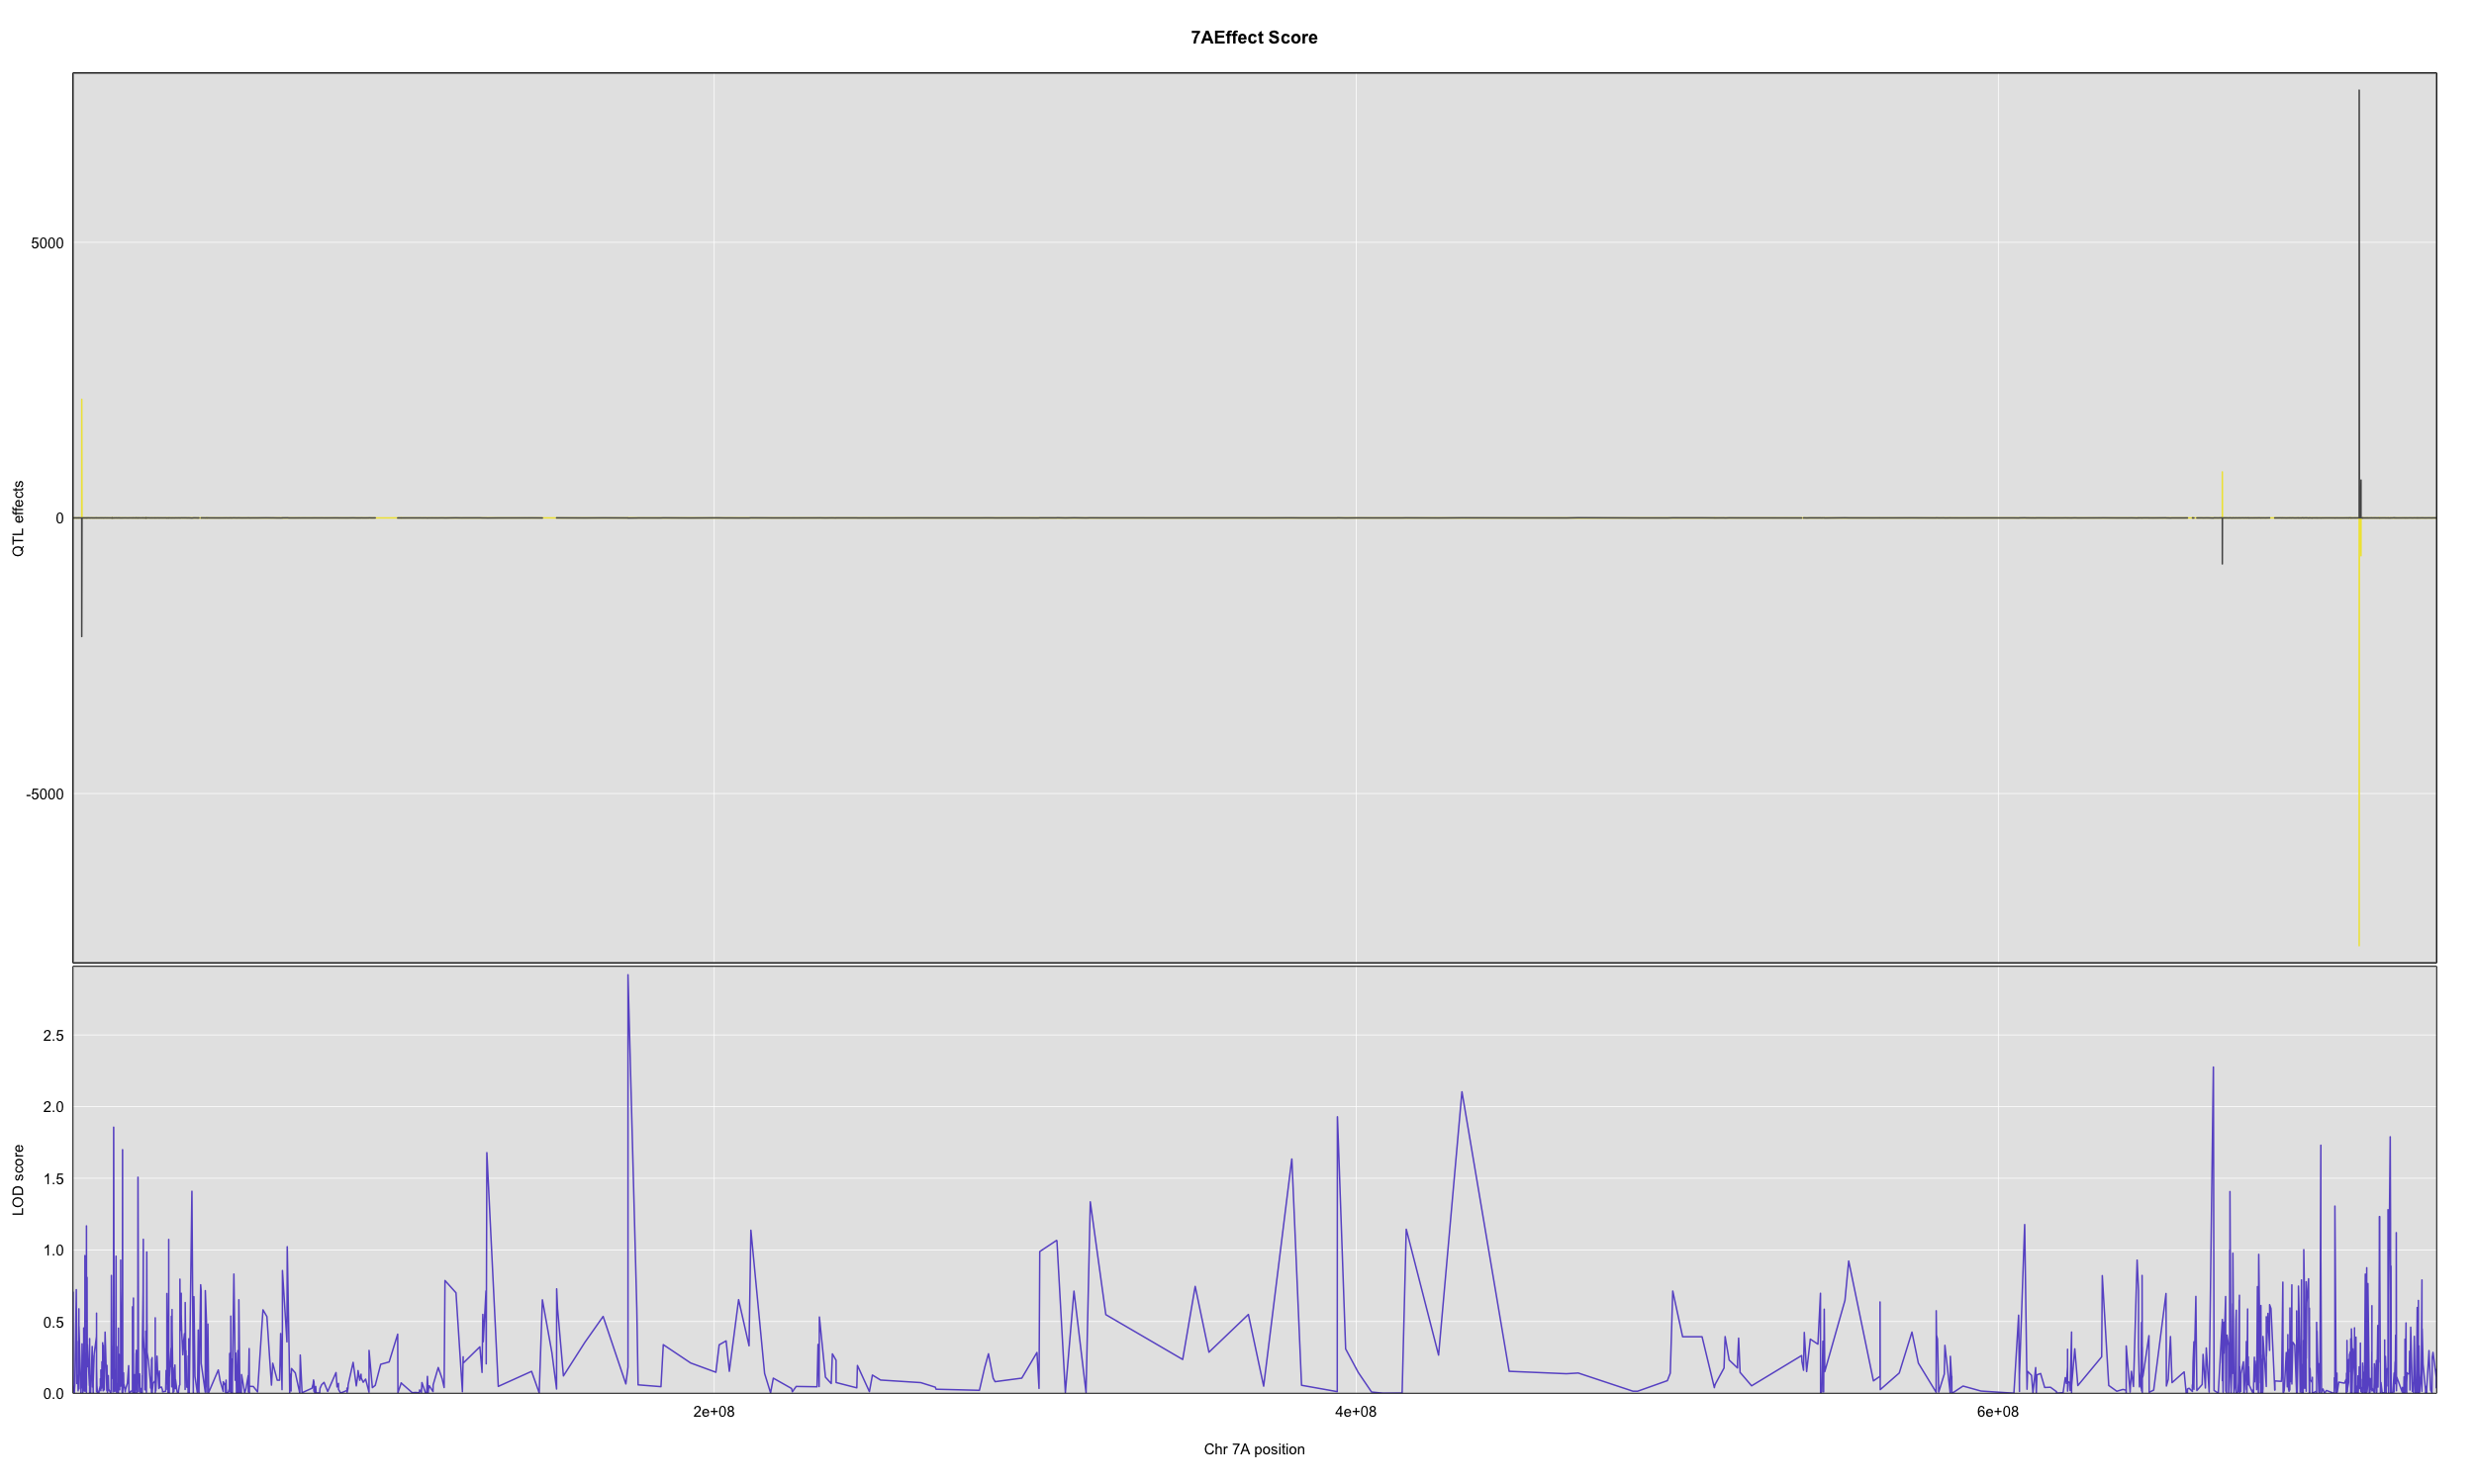 7AEffect Score
5000
0
-5000
QTL effects
2.5
2.0
1.5
1.0
0.5
0.0
LOD score
2e+08
4e+08
6e+08
Chr 7A position